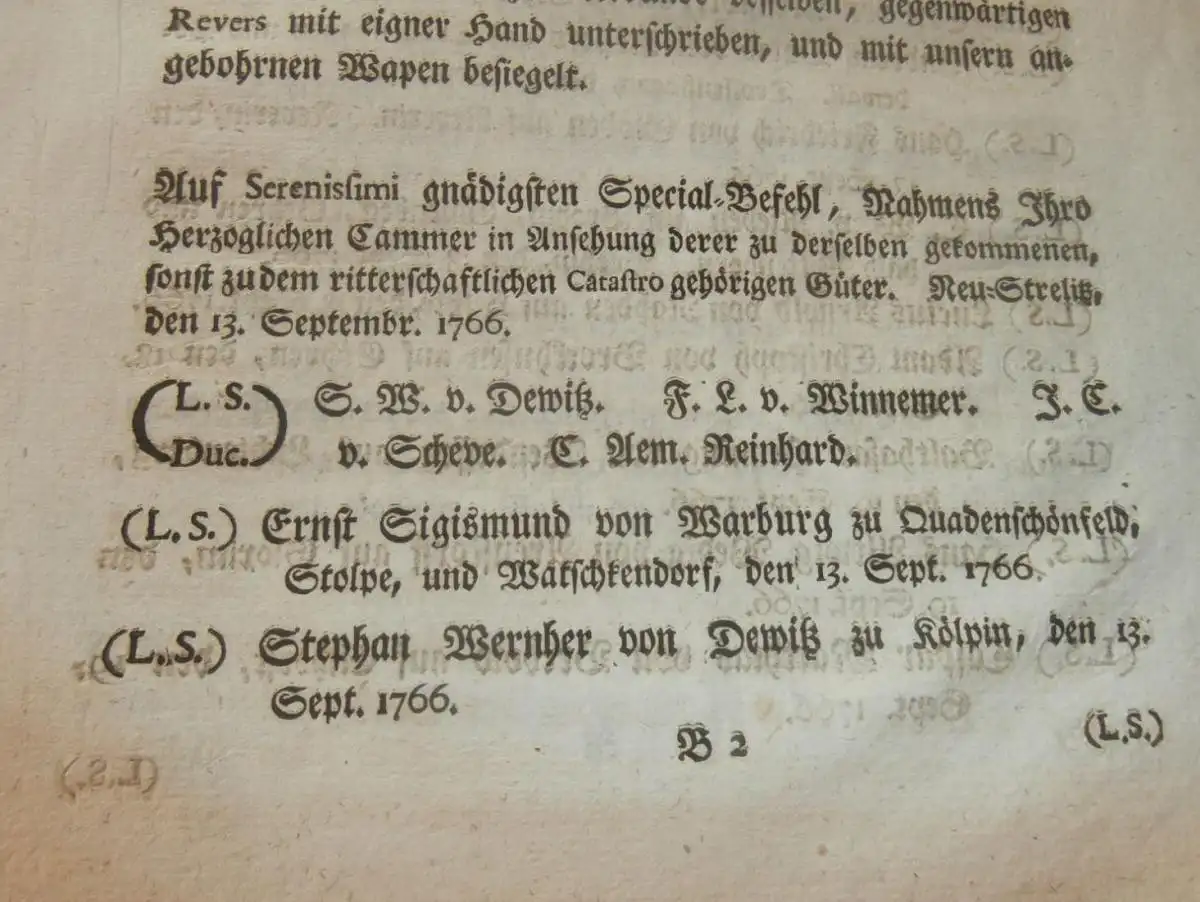 desselben, gegenwärtigen
Revers mit eigner Hand unterschrieben, und mit unsern an-
gebohrnen Wapen besiegelt.
Auf Serenissimi gnädigsten Special-Befehl, Nahmens Ihro
Herzoglichen Cammer in Ansehung derer zu derselben gekommenen,
sonst zu dem ritterschaftlichen Catastro gehörigen Güter. Neu-Strelitz,
den 13. Septembr. 1766.
(L. S. Duc.) S. W. v. Dewitz. F. L. v. Winnemer. J. C.
v. Scheve. C. Aem. Reinhard.
(L. S.) Ernst Sigismund von Warburg zu Quadenschönfeld,
Stolpe, und Watschkendorf, den 13. Sept. 1766.
(L. S.) Stephan Wernher von Dewitz zu Kölpin, den 13.
Sept. 1766.
B 2
(L.S.)